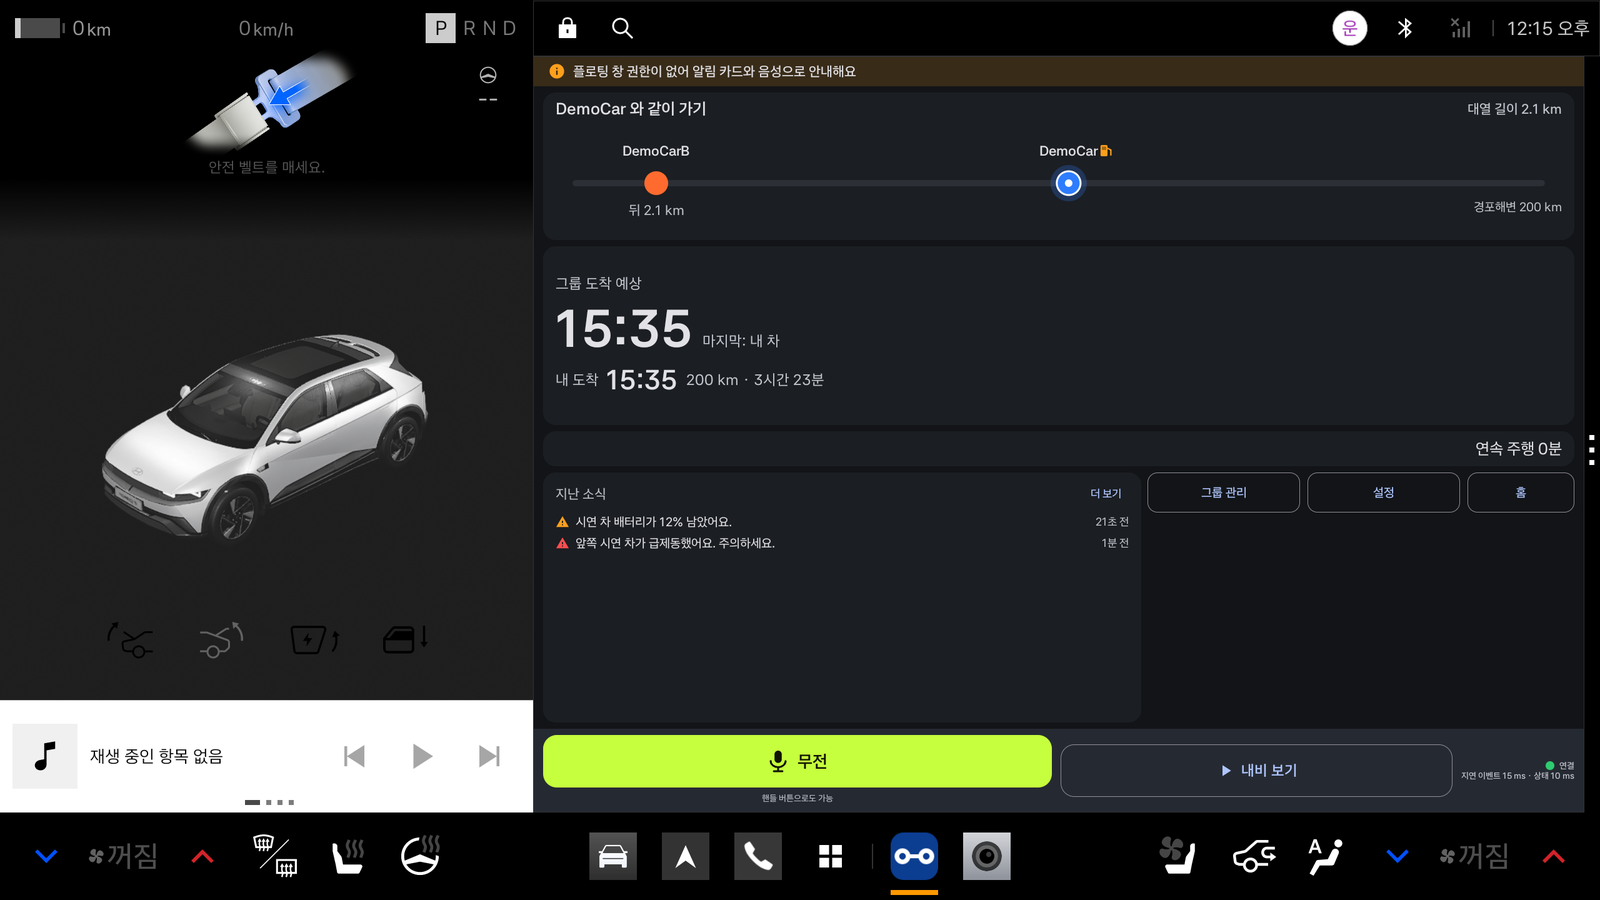 0 km
0 km/h
P R N D
12:15 오후
운
--
안전 벨트를 매세요.
플로팅 창 권한이 없어 알림 카드와 음성으로 안내해요
DemoCar 와 같이 가기
대열 길이 2.1 km
DemoCarB
DemoCar
뒤 2.1 km
경포해변 200 km
그룹 도착 예상
15:35 마지막: 내 차
내 도착 15:35 200 km · 3시간 23분
연속 주행 0분
지난 소식
더 보기
시연 차 배터리가 12% 남았어요.
21초 전
앞쪽 시연 차가 급제동했어요. 주의하세요.
1분 전
그룹 관리
설정
홈
재생 중인 항목 없음
무전
핸들 버튼으로도 가능
내비 보기
연결
지연 이벤트 15 ms · 상태 10 ms
꺼짐
A
꺼짐